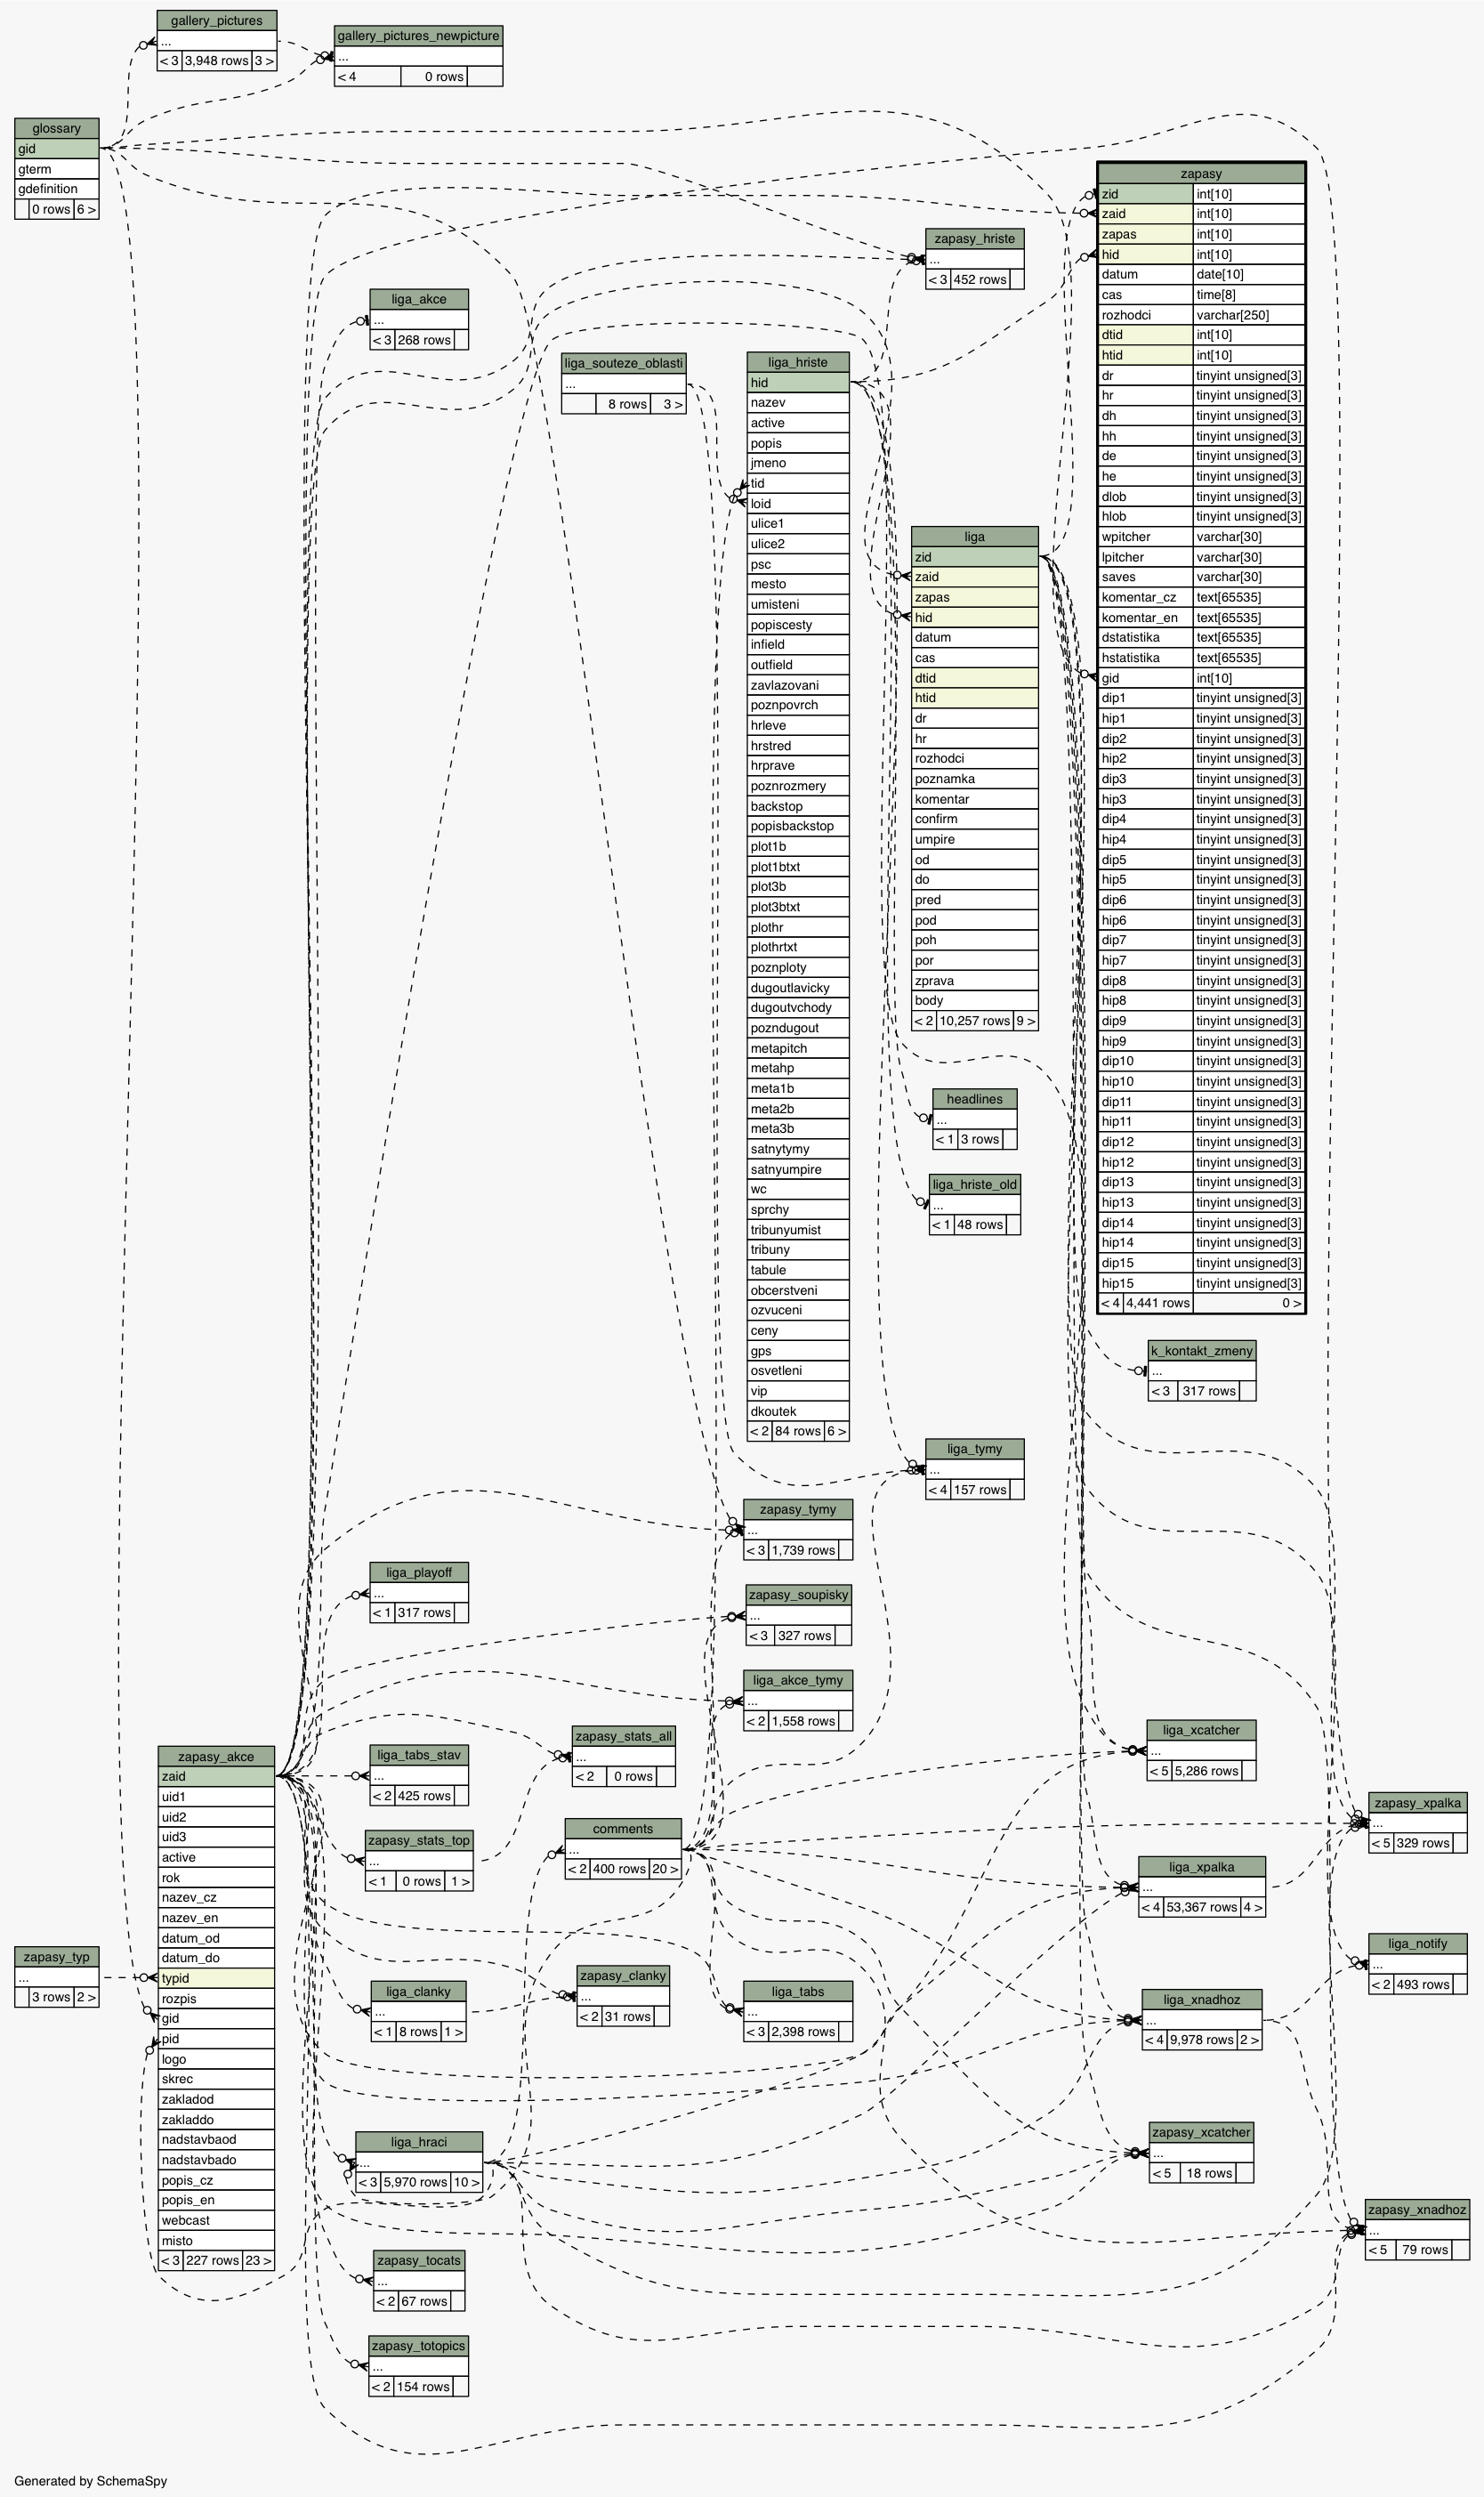 gallery_pictures
...
< 3 3,948 rows 3 >
gallery_pictures_newpicture
...
< 4 0 rows
glossary
gid
gterm
gdefinition
0 rows 6 >
zapasy
zid int[10]
zaid int[10]
zapas int[10]
hid int[10]
datum date[10]
cas time[8]
rozhodci varchar[250]
dtid int[10]
htid int[10]
dr tinyint unsigned[3]
hr tinyint unsigned[3]
dh tinyint unsigned[3]
hh tinyint unsigned[3]
de tinyint unsigned[3]
he tinyint unsigned[3]
dlob tinyint unsigned[3]
hlob tinyint unsigned[3]
wpitcher varchar[30]
lpitcher varchar[30]
saves varchar[30]
komentar_cz text[65535]
komentar_en text[65535]
dstatistika text[65535]
hstatistika text[65535]
gid int[10]
dip1 tinyint unsigned[3]
hip1 tinyint unsigned[3]
dip2 tinyint unsigned[3]
hip2 tinyint unsigned[3]
dip3 tinyint unsigned[3]
hip3 tinyint unsigned[3]
dip4 tinyint unsigned[3]
hip4 tinyint unsigned[3]
dip5 tinyint unsigned[3]
hip5 tinyint unsigned[3]
dip6 tinyint unsigned[3]
hip6 tinyint unsigned[3]
dip7 tinyint unsigned[3]
hip7 tinyint unsigned[3]
dip8 tinyint unsigned[3]
hip8 tinyint unsigned[3]
dip9 tinyint unsigned[3]
hip9 tinyint unsigned[3]
dip10 tinyint unsigned[3]
hip10 tinyint unsigned[3]
dip11 tinyint unsigned[3]
hip11 tinyint unsigned[3]
dip12 tinyint unsigned[3]
hip12 tinyint unsigned[3]
dip13 tinyint unsigned[3]
hip13 tinyint unsigned[3]
dip14 tinyint unsigned[3]
hip14 tinyint unsigned[3]
dip15 tinyint unsigned[3]
hip15 tinyint unsigned[3]
< 4 4,441 rows 0 >
zapasy_hriste
...
< 3 452 rows
liga_akce
...
< 3 268 rows
liga_souteze_oblasti
...
8 rows 3 >
liga_hriste
hid
nazev
active
popis
jmeno
tid
loid
ulice1
ulice2
psc
mesto
umisteni
popiscesty
infield
outfield
zavlazovani
poznpovrch
hrleve
hrstred
hrprave
poznrozmery
backstop
popisbackstop
plot1b
plot1btxt
plot3b
plot3btxt
plothr
plothrtxt
poznploty
dugoutlavicky
dugoutvchody
pozndugout
metapitch
metahp
meta1b
meta2b
meta3b
satnytymy
satnyumpire
wc
sprchy
tribunyumist
tribuny
tabule
obcerstveni
ozvuceni
ceny
gps
osvetleni
vip
dkoutek
< 2 84 rows 6 >
liga
zid
zaid
zapas
hid
datum
cas
dtid
htid
dr
hr
rozhodci
poznamka
komentar
confirm
umpire
od
do
pred
pod
poh
por
zprava
body
< 2 10,257 rows 9 >
headlines
...
< 1 3 rows
liga_hriste_old
...
< 1 48 rows
k_kontakt_zmeny
...
< 3 317 rows
liga_tymy
...
< 4 157 rows
zapasy_tymy
...
< 3 1,739 rows
liga_playoff
...
< 1 317 rows
zapasy_soupisky
...
< 3 327 rows
liga_akce_tymy
...
< 2 1,558 rows
zapasy_akce
zaid
uid1
uid2
uid3
active
rok
nazev_cz
nazev_en
datum_od
datum_do
typid
rozpis
gid
pid
logo
skrec
zakladod
zakladdo
nadstavbaod
nadstavbado
popis_cz
popis_en
webcast
misto
< 3 227 rows 23 >
liga_tabs_stav
...
< 2 425 rows
zapasy_stats_all
...
< 2 0 rows
liga_xcatcher
...
< 5 5,286 rows
zapasy_xpalka
...
< 5 329 rows
zapasy_stats_top
...
< 1 0 rows 1 >
comments
...
< 2 400 rows 20 >
liga_xpalka
...
< 4 53,367 rows 4 >
zapasy_typ
...
3 rows 2 >
liga_notify
...
< 2 493 rows
liga_clanky
...
< 1 8 rows 1 >
zapasy_clanky
...
< 2 31 rows
liga_tabs
...
< 3 2,398 rows
liga_xnadhoz
...
< 4 9,978 rows 2 >
liga_hraci
...
< 3 5,970 rows 10 >
zapasy_xcatcher
...
< 5 18 rows
zapasy_xnadhoz
...
< 5 79 rows
zapasy_tocats
...
< 2 67 rows
zapasy_totopics
...
< 2 154 rows
Generated by SchemaSpy